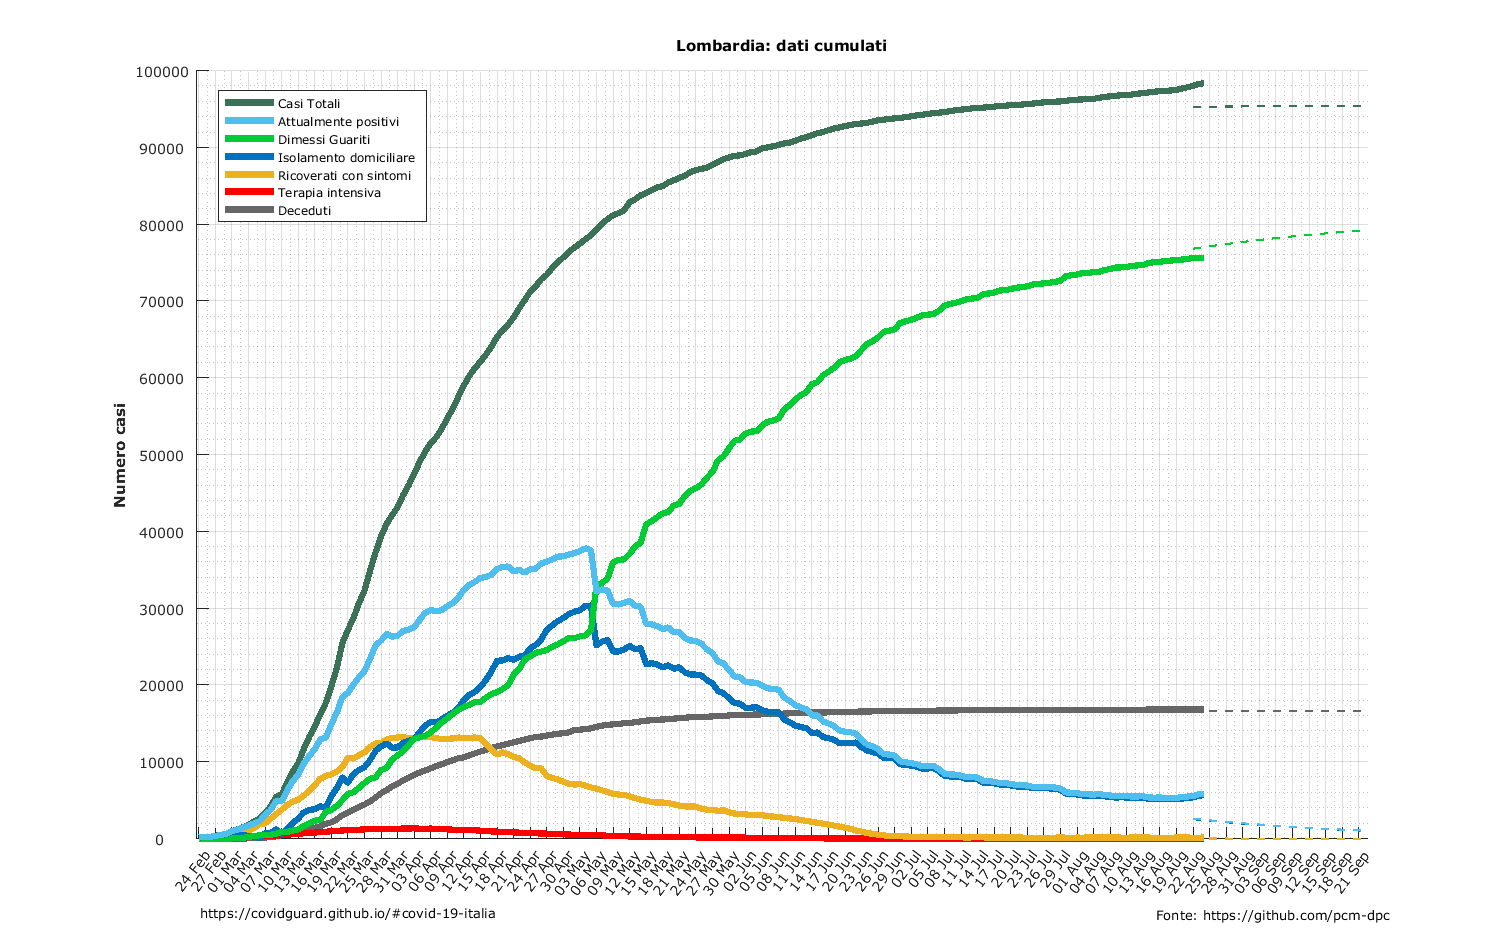 Lombardia: dati cumulati
100000
90000
80000
70000
60000
50000
40000
30000
20000
10000
0
Numero casi
Casi Totali
Attualmente positivi
Dimessi Guariti
Isolamento domiciliare
Ricoverati con sintomi
Terapia intensiva
Deceduti
24 Feb
27 Feb
01 Mar
04 Mar
07 Mar
10 Mar
13 Mar
16 Mar
19 Mar
22 Mar
25 Mar
28 Mar
31 Mar
03 Apr
06 Apr
09 Apr
12 Apr
15 Apr
18 Apr
21 Apr
24 Apr
27 Apr
30 Apr
03 May
06 May
09 May
12 May
15 May
18 May
21 May
24 May
27 May
30 May
02 Jun
05 Jun
08 Jun
11 Jun
14 Jun
17 Jun
20 Jun
23 Jun
26 Jun
29 Jun
02 Jul
05 Jul
08 Jul
11 Jul
14 Jul
17 Jul
20 Jul
23 Jul
26 Jul
29 Jul
01 Aug
04 Aug
07 Aug
10 Aug
13 Aug
16 Aug
19 Aug
22 Aug
25 Aug
28 Aug
31 Aug
03 Sep
06 Sep
09 Sep
12 Sep
15 Sep
18 Sep
21 Sep
https://covidguard.github.io/#covid-19-italia
Fonte: https://github.com/pcm-dpc